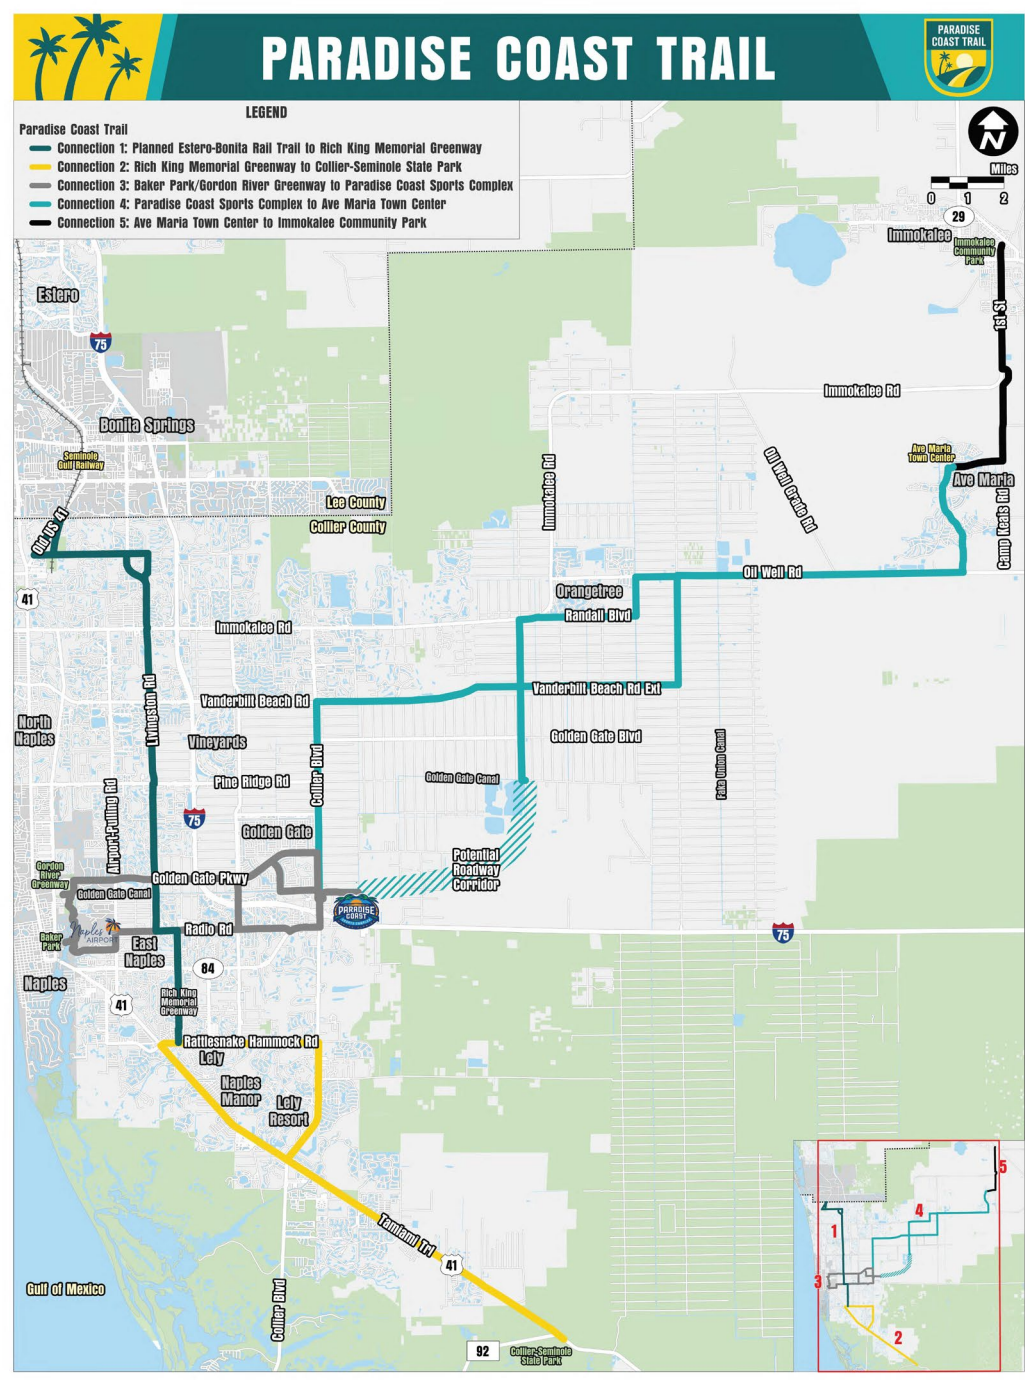 PARADISE COAST TRAIL
PARADISE
COAST TRAIL
LEGEND
Paradise Coast Trail
Connection 1: Planned Estero-Bonita Rail Trail to Rich King Memorial Greenway
Connection 2: Rich King Memorial Greenway to Collier-Seminole State Park
Connection 3: Baker Park/Gordon River Greenway to Paradise Coast Sports Complex
Connection 4: Paradise Coast Sports Complex to Ave Maria Town Center
Connection 5: Ave Maria Town Center to Immokalee Community Park
N
Miles
0 1 2
29
Immokalee
Immokalee
Community
Park
Estero
75
1st St
Immokalee Rd
Bonita Springs
Seminole
Gulf Railway
Ave Maria
Town Center
Immokalee Rd
Oil Well Grade Rd
Ave Maria
Camp Keais Rd
Lee County
Collier County
Old US 41
41
Oil Well Rd
Orangetree
Randall Blvd
Immokalee Rd
Vanderbilt Beach Rd
Vanderbilt Beach Rd Ext
Livingston Rd
North
Naples
Vineyards
Golden Gate Blvd
Collier Blvd
Faka Union Canal
Pine Ridge Rd
Golden Gate Canal
Airport-Pulling Rd
75
Golden Gate
Potential
Roadway
Corridor
Gordon
River
Greenway
Golden Gate Pkwy
Golden Gate Canal
PARADISE
COAST
Naples
AIRPORT
Radio Rd
75
Baker
Park
East
Naples
84
Naples
41
Rich King
Memorial
Greenway
Rattlesnake Hammock Rd
Lely
Naples
Manor
Lely
Resort
Tamiami Trl
41
Gulf of Mexico
Collier Blvd
92
Collier-Seminole
State Park
5
4
1
3
2